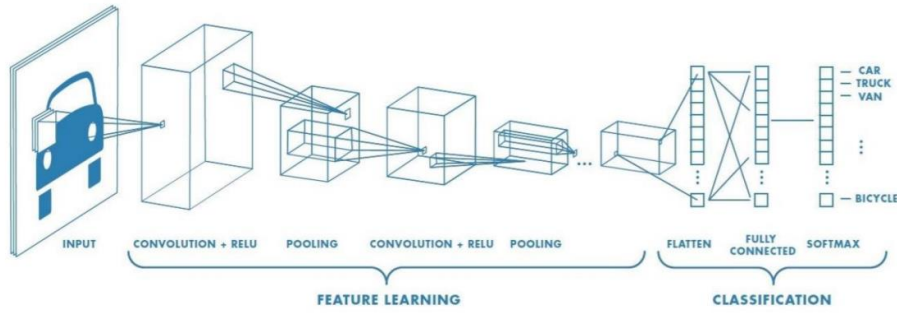 CAR
TRUCK
VAN
BICYCLE
INPUT
CONVOLUTION + RELU
POOLING
CONVOLUTION + RELU
POOLING
FLATTEN
FULLY
CONNECTED
SOFTMAX
FEATURE LEARNING
CLASSIFICATION